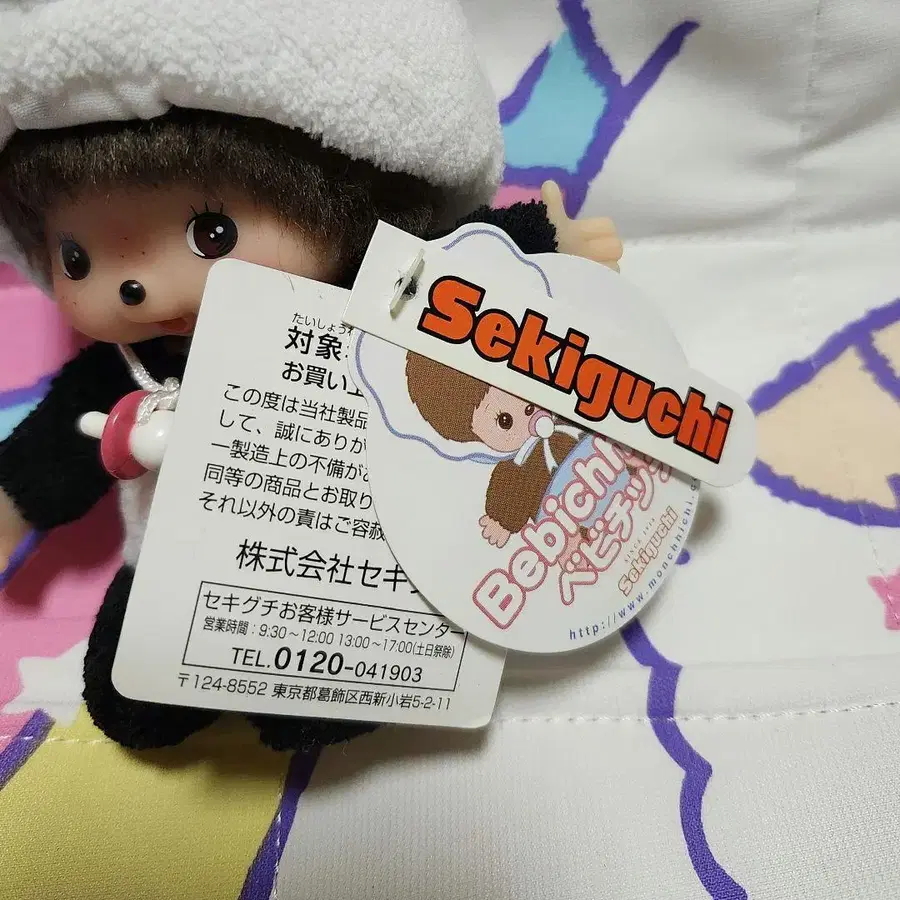 たいしょう
対象
お買い上
この度は当社製品
して、誠にありが
一製造上の不備が
同等の商品とお取り
それ以外の責はご容赦
株式会社セキ
セキグチお客様サービスセンター
営業時間：9:30～12:00 13:00～17:00(土日祭除)
TEL.0120-041903
〒124-8552 東京都葛飾区西新小岩5-2-11
Sekiguchi
Bebichh
ベビチッ
SINCE 1918
Sekiguchi
http://www.monchhichi.